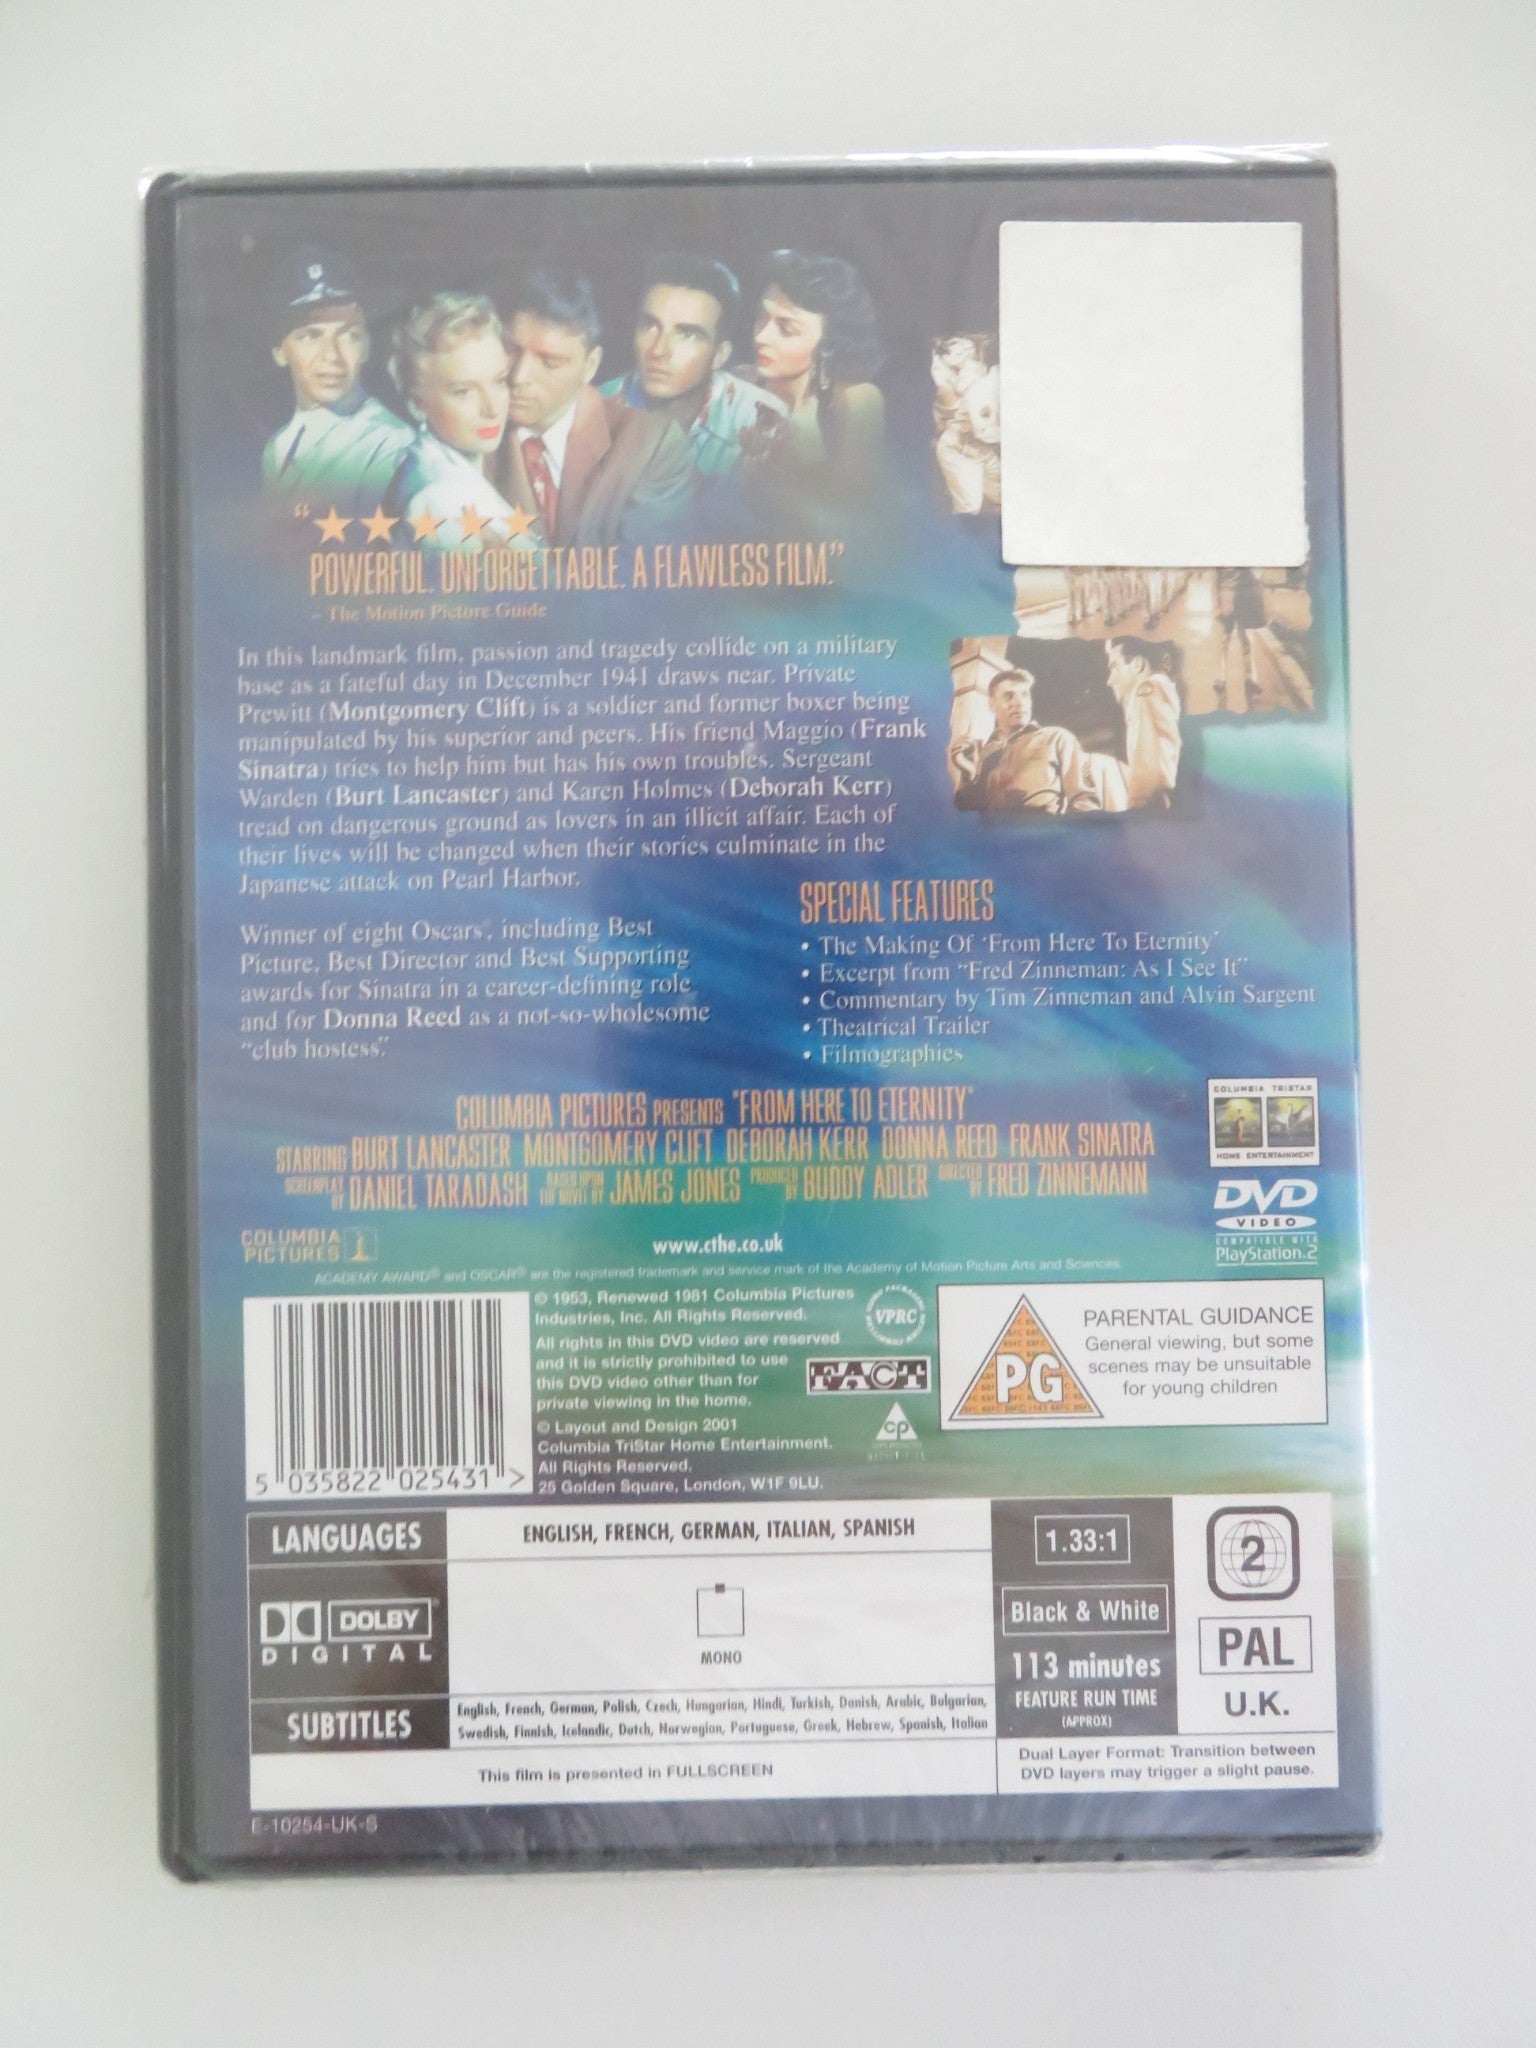 “★★★★★
POWERFUL. UNFORGETTABLE. A FLAWLESS FILM.”
– The Motion Picture Guide
In this landmark film, passion and tragedy collide on a military
base as a fateful day in December 1941 draws near. Private
Prewitt (Montgomery Clift) is a soldier and former boxer being
manipulated by his superior and peers. His friend Maggio (Frank
Sinatra) tries to help him but has his own troubles. Sergeant
Warden (Burt Lancaster) and Karen Holmes (Deborah Kerr)
tread on dangerous ground as lovers in an illicit affair. Each of
their lives will be changed when their stories culminate in the
Japanese attack on Pearl Harbor.
Winner of eight Oscars®, including Best
Picture, Best Director and Best Supporting
awards for Sinatra in a career-defining role
and for Donna Reed as a not-so-wholesome
“club hostess.”
SPECIAL FEATURES
• The Making Of ‘From Here To Eternity’
• Excerpt from “Fred Zinneman: As I See It”
• Commentary by Tim Zinneman and Alvin Sargent
• Theatrical Trailer
• Filmographies
COLUMBIA PICTURES PRESENTS "FROM HERE TO ETERNITY"
STARRING BURT LANCASTER MONTGOMERY CLIFT DEBORAH KERR DONNA REED FRANK SINATRA
SCREENPLAY BY DANIEL TARADASH BASED UPON THE NOVEL BY JAMES JONES PRODUCED BY BUDDY ADLER DIRECTED BY FRED ZINNEMANN
COLUMBIA TRISTAR
HOME ENTERTAINMENT
DVD
VIDEO
COMPATIBLE WITH
PlayStation.2
COLUMBIA
PICTURES
www.cthe.co.uk
ACADEMY AWARD® and OSCAR® are the registered trademark and service mark of the Academy of Motion Picture Arts and Sciences.
5 035822 025431 >
© 1953, Renewed 1981 Columbia Pictures
Industries, Inc. All Rights Reserved.
All rights in this DVD video are reserved
and it is strictly prohibited to use
this DVD video other than for
private viewing in the home.
© Layout and Design 2001
Columbia TriStar Home Entertainment.
All Rights Reserved.
25 Golden Square, London, W1F 9LU.
VPRC
FACT
cp
PG
PARENTAL GUIDANCE
General viewing, but some
scenes may be unsuitable
for young children
LANGUAGES
ENGLISH, FRENCH, GERMAN, ITALIAN, SPANISH
DOLBY
DIGITAL
MONO
SUBTITLES
English, French, German, Polish, Czech, Hungarian, Hindi, Turkish, Danish, Arabic, Bulgarian,
Swedish, Finnish, Icelandic, Dutch, Norwegian, Portuguese, Greek, Hebrew, Spanish, Italian
This film is presented in FULLSCREEN
1.33:1
Black & White
113 minutes
FEATURE RUN TIME
(APPROX)
2
PAL
U.K.
Dual Layer Format: Transition between
DVD layers may trigger a slight pause.
E-10254-UK-S